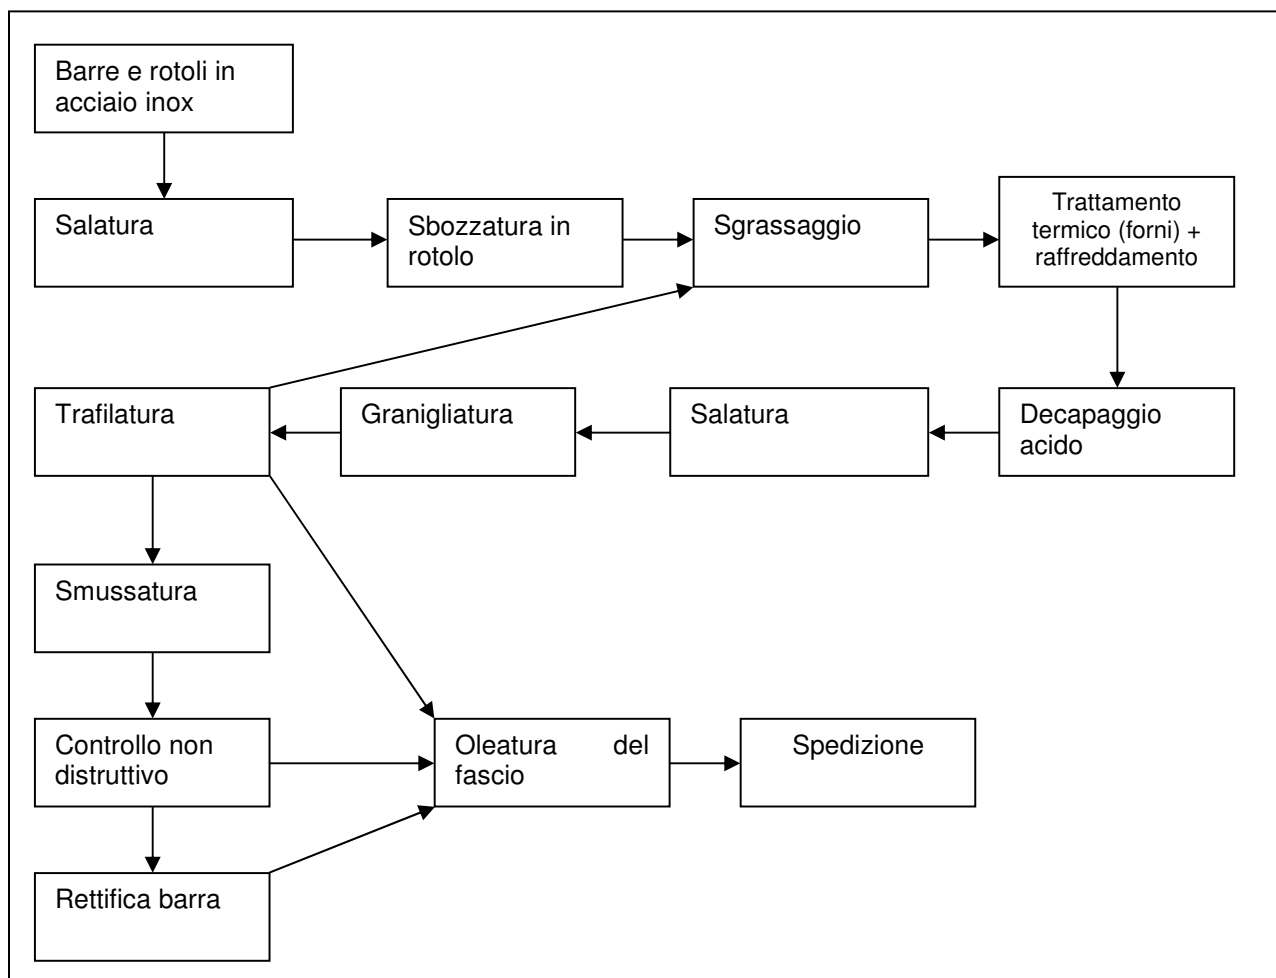 Barre e rotoli in
acciaio inox
Salatura
Sbozzatura in
rotolo
Sgrassaggio
Trattamento
termico (forni) +
raffreddamento
Trafilatura
Granigliatura
Salatura
Decapaggio
acido
Smussatura
Controllo non
distruttivo
Oleatura del
fascio
Spedizione
Rettifica barra